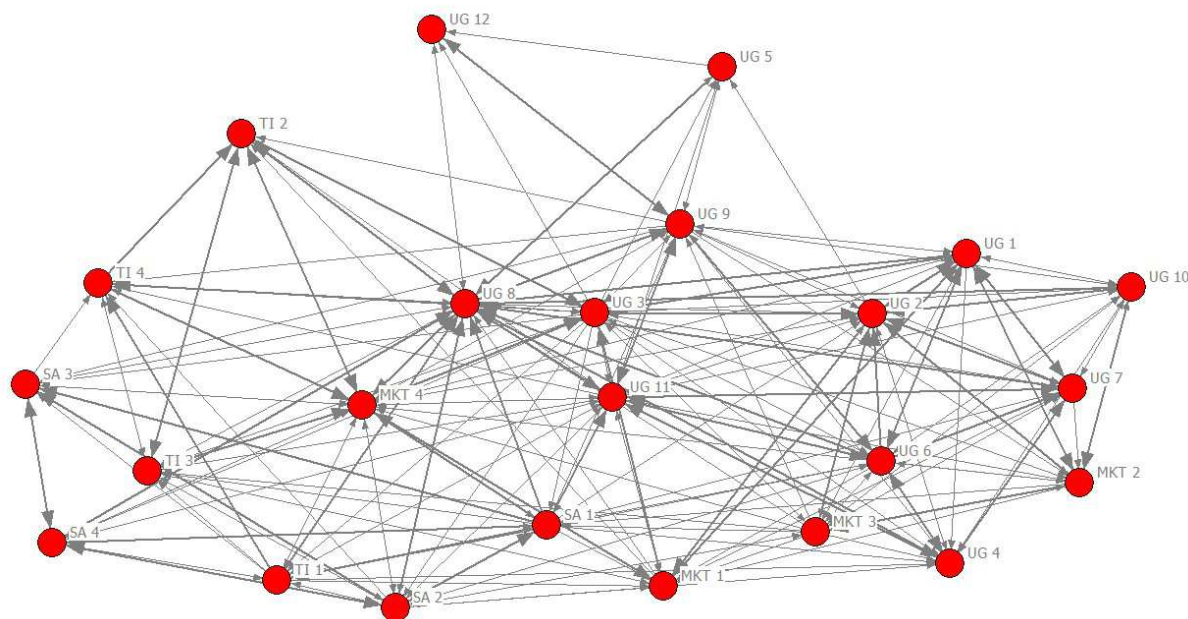 UG 12
UG 5
TI 2
UG 9
UG 1
TI 4
UG 10
UG 8
UG 3
UG 2
SA 3
MKT 4
UG 11
UG 7
TI 3
UG 6
MKT 2
SA 4
SA 1
MKT 3
UG 4
TI 1
SA 2
MKT 1